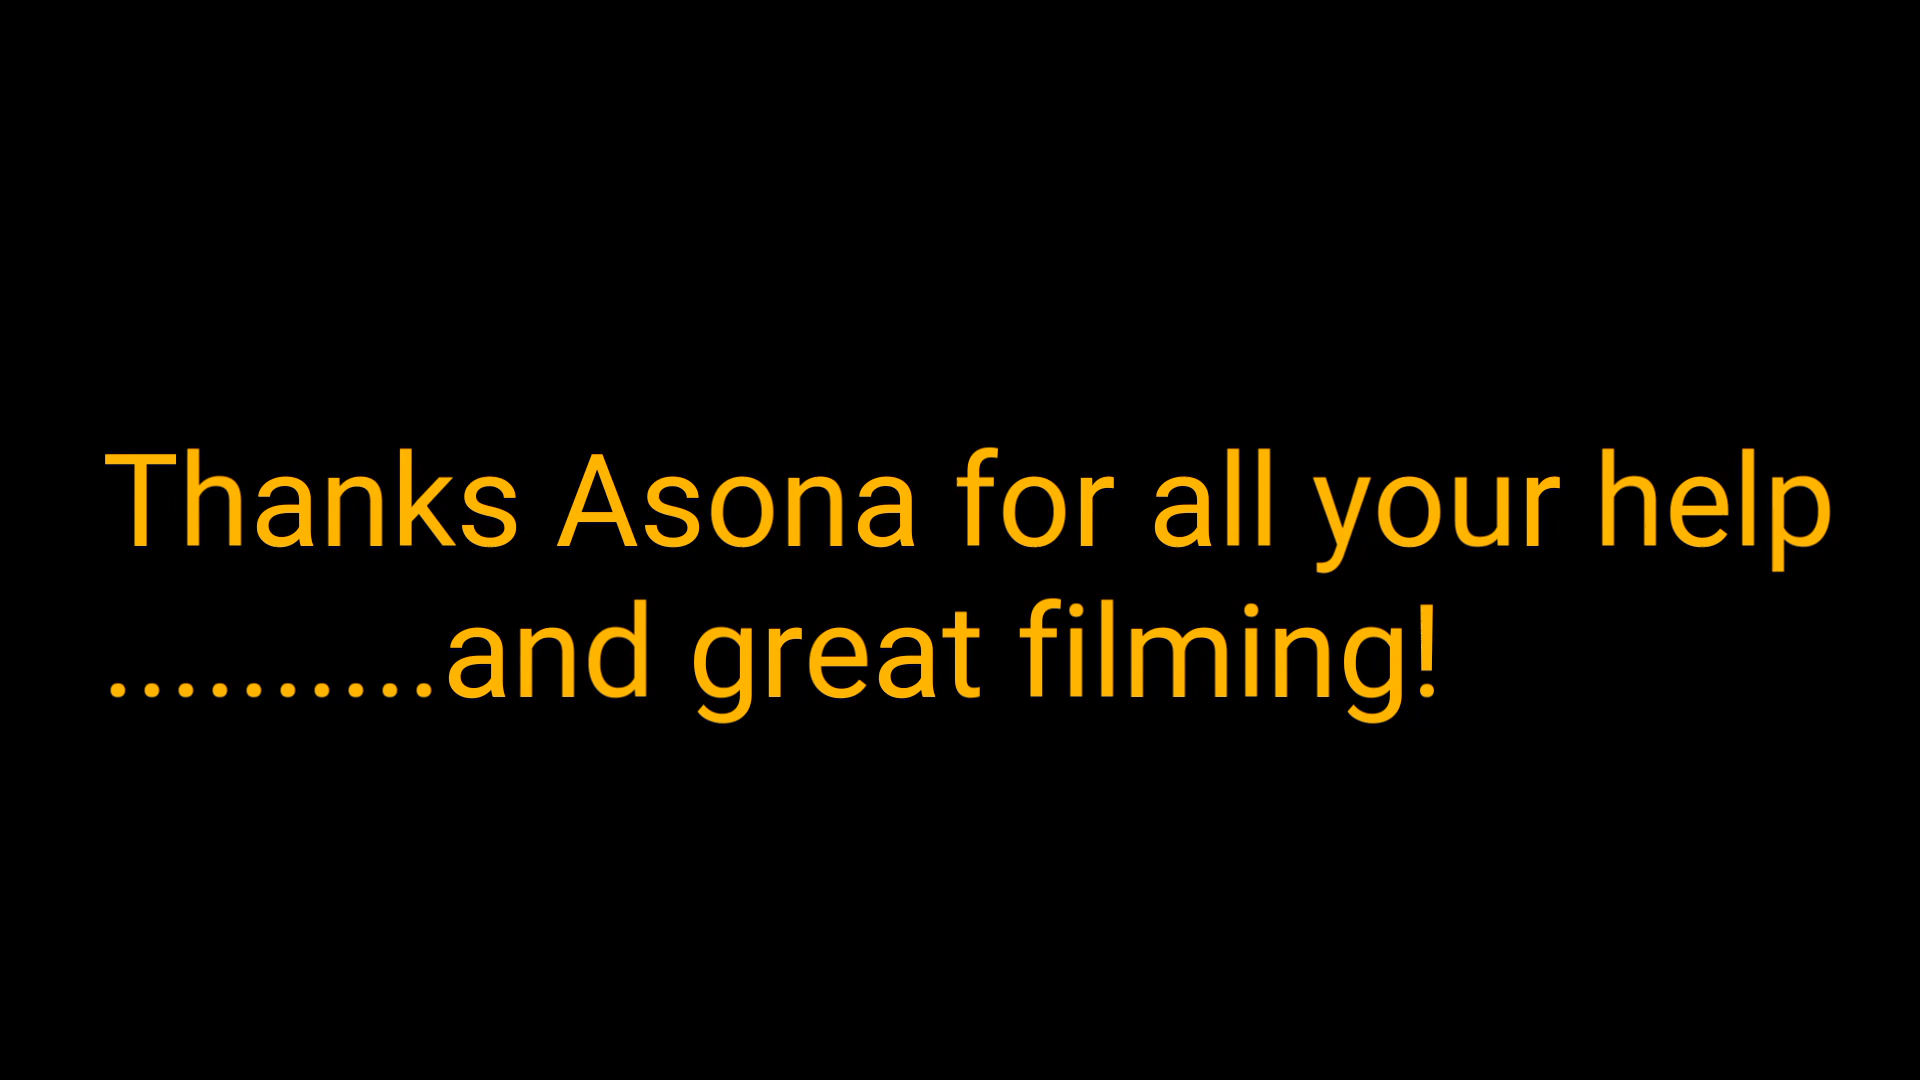 Thanks Asona for all your help
..........and great filming!